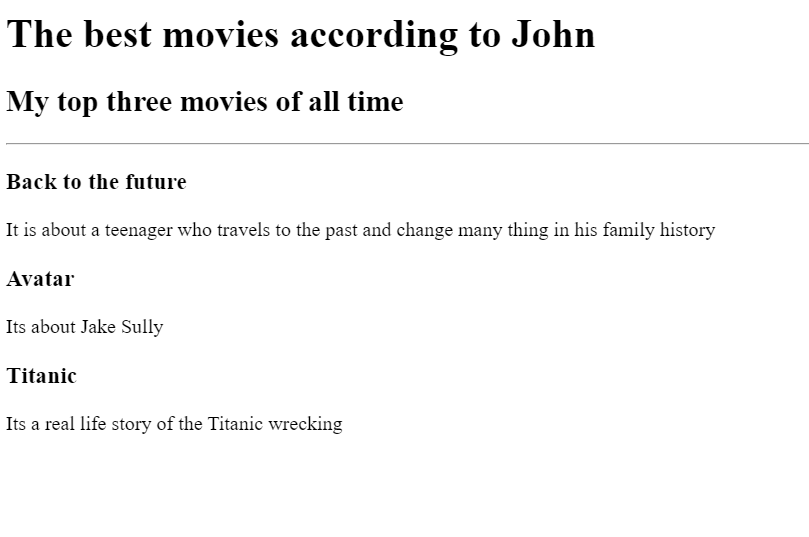 The best movies according to John
My top three movies of all time
Back to the future
It is about a teenager who travels to the past and change many thing in his family history
Avatar
Its about Jake Sully
Titanic
Its a real life story of the Titanic wrecking